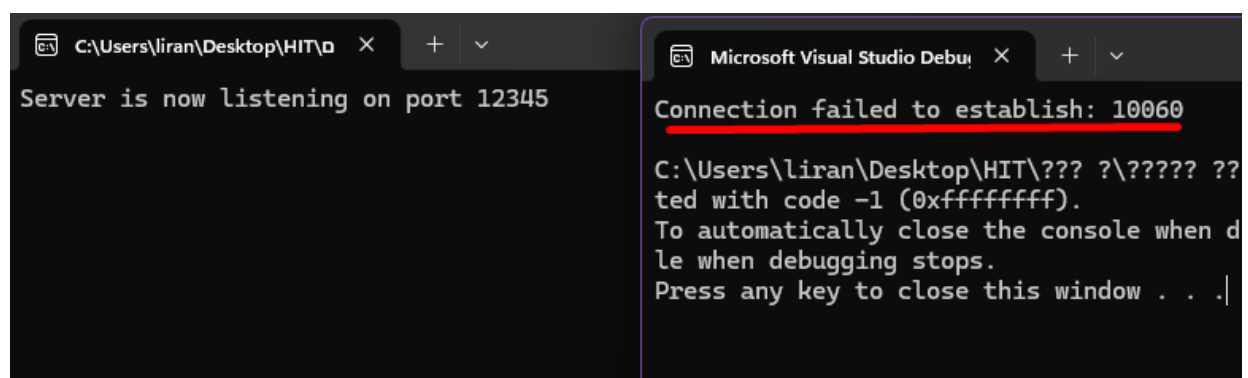 C:\Users\liran\Desktop\HIT\םם
Server is now listening on port 12345
Microsoft Visual Studio Debu
Connection failed to establish: 10060
C:\Users\liran\Desktop\HIT\??? ?\????? ??
ted with code -1 (0xffffffff).
To automatically close the console when d
le when debugging stops.
Press any key to close this window . . .